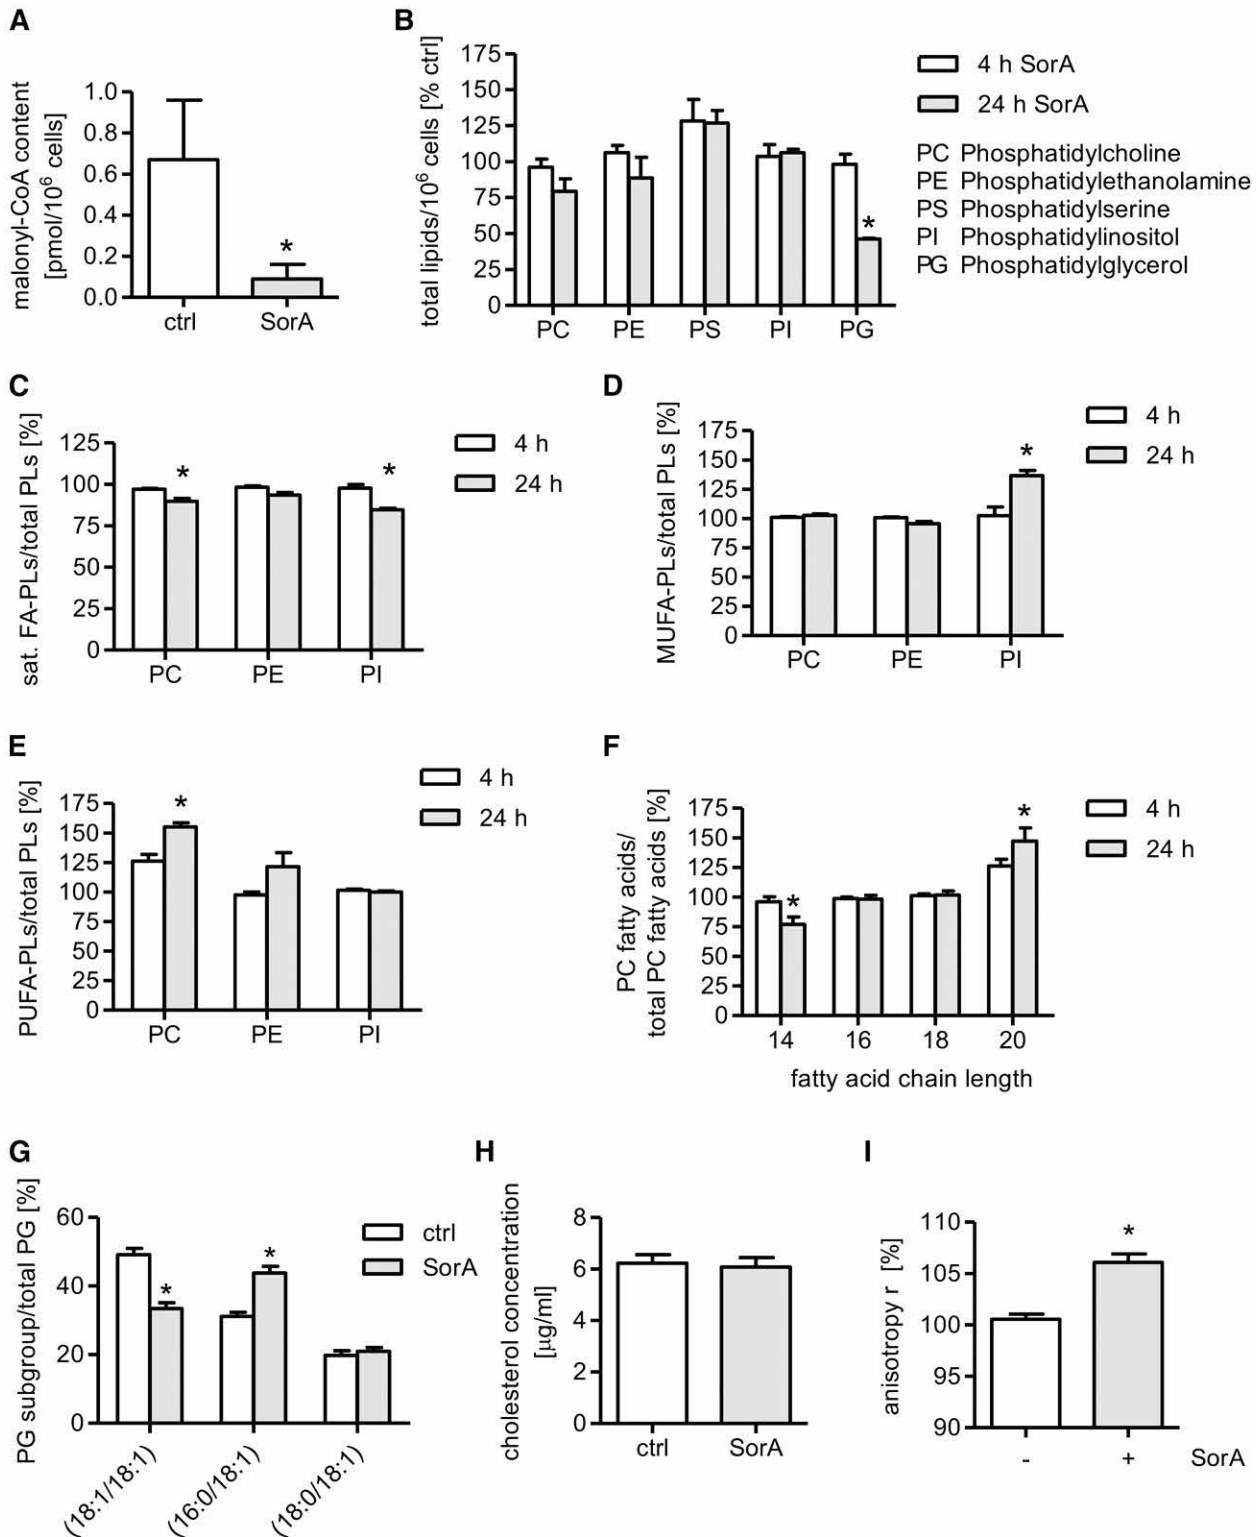 A
malonyl-CoA content
[pmol/10⁶ cells]
1.0
0.8
0.6
0.4
0.2
0.0
*
ctrl SorA
B
total lipids/10⁶ cells [% ctrl]
175
150
125
100
75
50
25
0
*
PC PE PS PI PG
4 h SorA
24 h SorA
PC Phosphatidylcholine
PE Phosphatidylethanolamine
PS Phosphatidylserine
PI Phosphatidylinositol
PG Phosphatidylglycerol
C
sat. FA-PLs/total PLs [%]
125
100
75
50
25
0
* *
PC PE PI
4 h
24 h
D
MUFA-PLs/total PLs [%]
175
150
125
100
75
50
25
0
*
PC PE PI
4 h
24 h
E
PUFA-PLs/total PLs [%]
175
150
125
100
75
50
25
0
*
PC PE PI
4 h
24 h
F
PC fatty acids/
total PC fatty acids [%]
175
150
125
100
75
50
25
0
* *
14 16 18 20
fatty acid chain length
4 h
24 h
G
PG subgroup/total PG [%]
60
40
20
0
* *
(18:1/18:1)
(16:0/18:1)
(18:0/18:1)
ctrl
SorA
H
cholesterol concentration
[µg/ml]
8
6
4
2
0
ctrl SorA
I
anisotropy r [%]
110
105
100
95
90
*
- + SorA